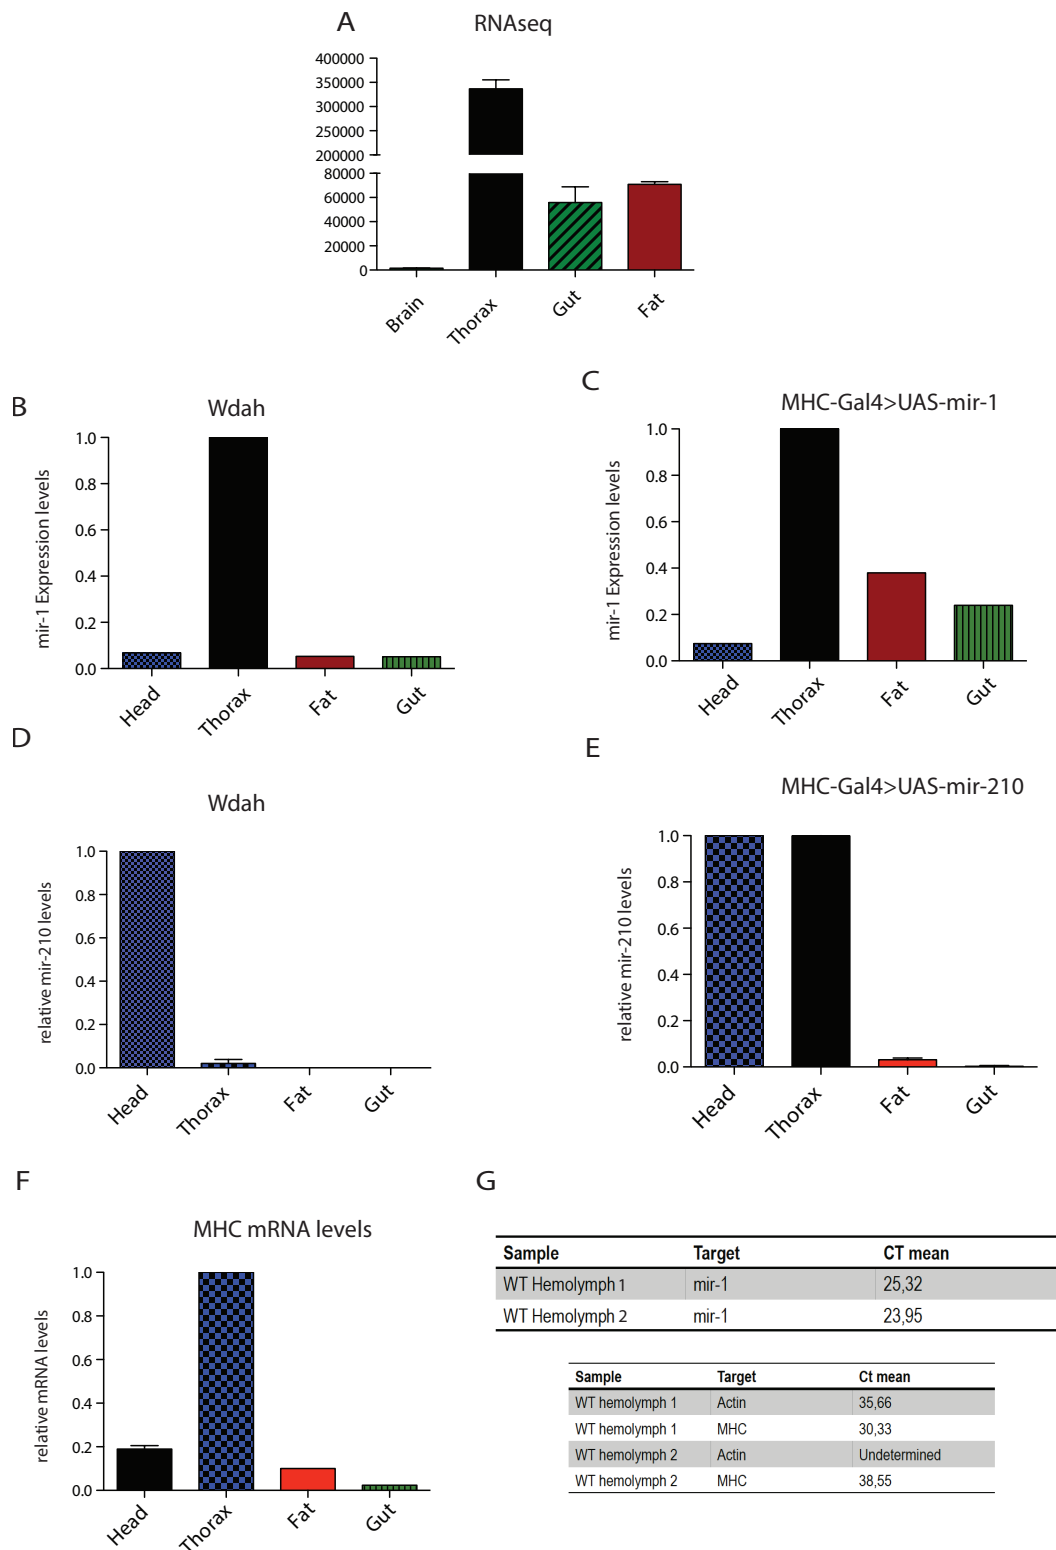 A
RNAseq
400000
350000
300000
250000
200000
80000
60000
40000
20000
0
Brain
Thorax
Gut
Fat
B
Wdah
mir-1 Expression levels
1.0
0.8
0.6
0.4
0.2
0.0
Head
Thorax
Fat
Gut
C
MHC-Gal4>UAS-mir-1
mir-1 Expression levels
1.0
0.8
0.6
0.4
0.2
0.0
Head
Thorax
Fat
Gut
D
Wdah
relative mir-210 levels
1.0
0.8
0.6
0.4
0.2
0.0
Head
Thorax
Fat
Gut
E
MHC-Gal4>UAS-mir-210
relative mir-210 levels
1.0
0.8
0.6
0.4
0.2
0.0
Head
Thorax
Fat
Gut
F
MHC mRNA levels
relative mRNA levels
1.0
0.8
0.6
0.4
0.2
0.0
Head
Thorax
Fat
Gut
G
Sample Target CT mean
WT Hemolymph 1 mir-1 25,32
WT Hemolymph 2 mir-1 23,95
Sample Target Ct mean
WT hemolymph 1 Actin 35,66
WT hemolymph 1 MHC 30,33
WT hemolymph 2 Actin Undetermined
WT hemolymph 2 MHC 38,55